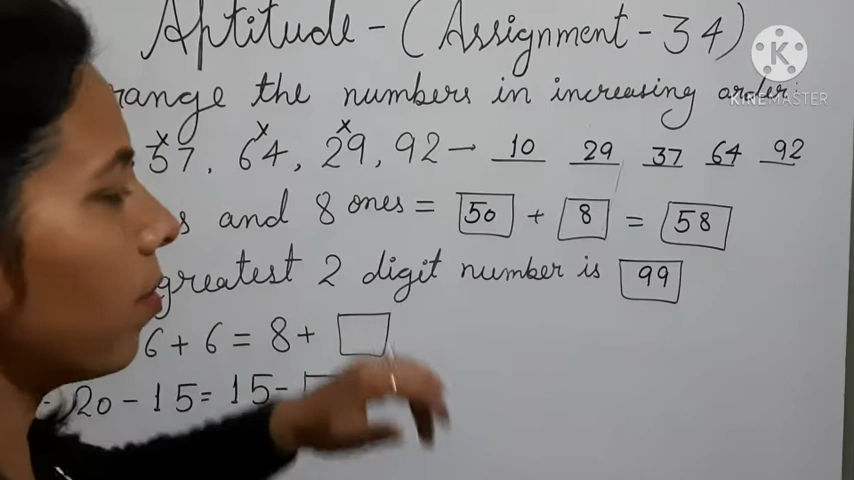 Aptitude - (Assignment - 34)
range the numbers in increasing order:
57, 64, 29, 92 — 10 29 37 64 92
s and 8 ones = 50 + 8 = 58
greatest 2 digit number is 99
6 + 6 = 8 +
20 - 15 = 15 -
KINEMASTER